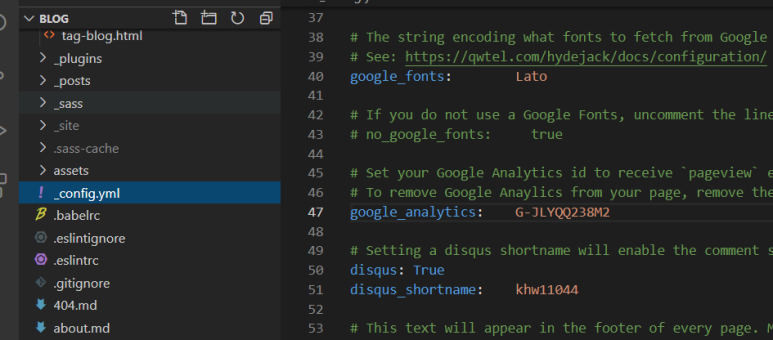 BLOG
tag-blog.html
_plugins
_posts
_sass
_site
.sass-cache
assets
! _config.yml
.babelrc
.eslintignore
.eslintrc
.gitignore
404.md
about.md
37
38 # The string encoding what fonts to fetch from Google
39 # See: https://qwtel.com/hydejack/docs/configuration/
40 google_fonts: Lato
41
42 # If you do not use a Google Fonts, uncomment the line
43 # no_google_fonts: true
44
45 # Set your Google Analytics id to receive `pageview` e
46 # To remove Google Anaylics from your page, remove the
47 google_analytics: G-JLYQQ238M2
48
49 # Setting a disqus shortname will enable the comment s
50 disqus: True
51 disqus_shortname: khw11044
52
53 # This text will appear in the footer of every page. M